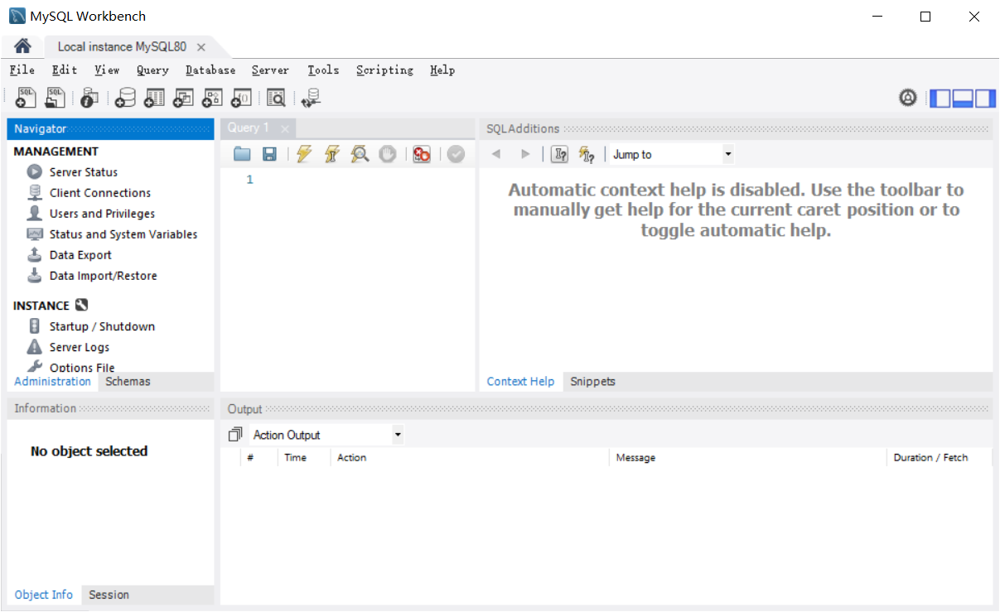 MySQL Workbench
Local instance MySQL80
File Edit View Query Database Server Tools Scripting Help
SQL SQL
Navigator
MANAGEMENT
Server Status
Client Connections
Users and Privileges
Status and System Variables
Data Export
Data Import/Restore
INSTANCE
Startup / Shutdown
Server Logs
Options File
Administration Schemas
Query 1
1
SQLAdditions
Jump to
Automatic context help is disabled. Use the toolbar to
manually get help for the current caret position or to
toggle automatic help.
Context Help Snippets
Information
No object selected
Object Info Session
Output
Action Output
# Time Action Message Duration / Fetch